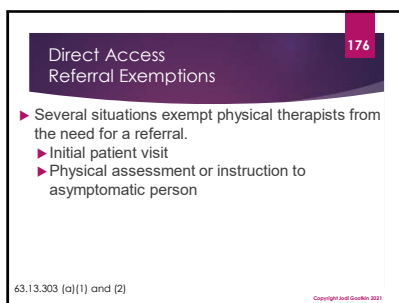 176
Direct Access
Referral Exemptions
▶ Several situations exempt physical therapists from
the need for a referral.
▶ Initial patient visit
▶ Physical assessment or instruction to
asymptomatic person
63.13.303 (a)(1) and (2)
Copyright Jodi Gootkin 2021